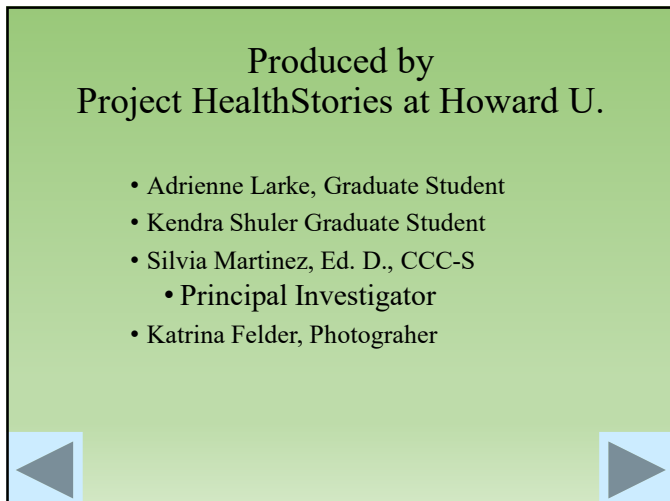 Produced by
Project HealthStories at Howard U.
• Adrienne Larke, Graduate Student
• Kendra Shuler Graduate Student
• Silvia Martinez, Ed. D., CCC-S
• Principal Investigator
• Katrina Felder, Photograher